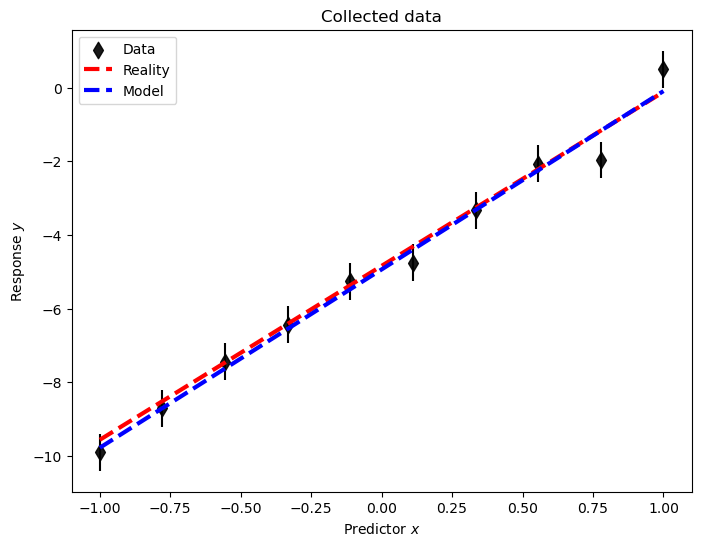 Collected data
Data
Reality
Model
0
−2
−4
−6
−8
−10
Response y
−1.00 −0.75 −0.50 −0.25 0.00 0.25 0.50 0.75 1.00
Predictor x